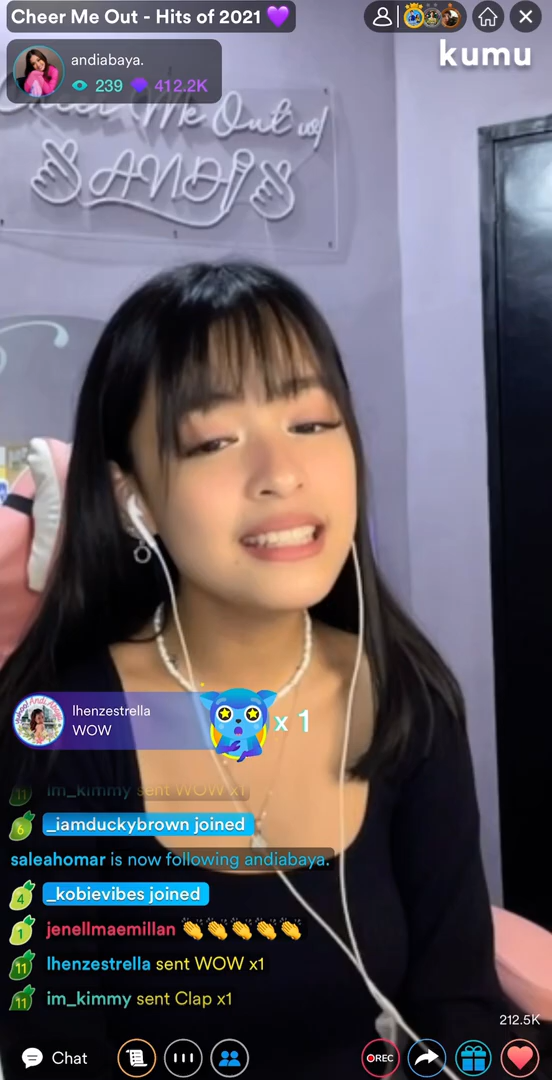 Cheer Me Out - Hits of 2021 💜
kumu
andiabaya.
239 412.2K
Cheer Me Out w/
SANDIS
lhenzestrella
WOW
x 1
11 im_kimmy sent WOW x1
6 _iamduckybrown joined
saleahomar is now following andiabaya.
4 _kobievibes joined
1 jenellmaemillan 👏👏👏👏👏
11 lhenzestrella sent WOW x1
11 im_kimmy sent Clap x1
212.5K
Chat
REC